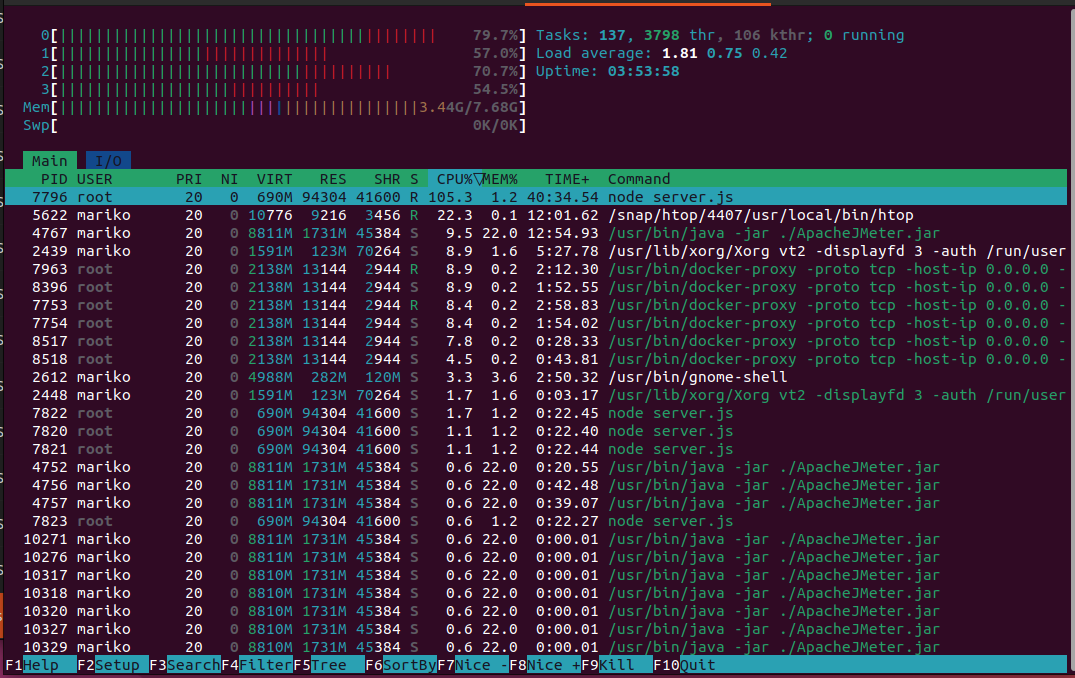 0[79.7%] Tasks: 137, 3798 thr, 106 kthr; 0 running
1[57.0%] Load average: 1.81 0.75 0.42
2[70.7%] Uptime: 03:53:58
3[54.5%]
Mem[3.44G/7.68G]
Swp[0K/0K]
Main I/O
PID USER PRI NI VIRT RES SHR S CPU%▽MEM% TIME+ Command
7796 root 20 0 690M 94304 41600 R 105.3 1.2 40:34.54 node server.js
5622 mariko 20 0 10776 9216 3456 R 22.3 0.1 12:01.62 /snap/htop/4407/usr/local/bin/htop
4767 mariko 20 0 8811M 1731M 45384 S 9.5 22.0 12:54.93 /usr/bin/java -jar ./ApacheJMeter.jar
2439 mariko 20 0 1591M 123M 70264 S 8.9 1.6 5:27.78 /usr/lib/xorg/Xorg vt2 -displayfd 3 -auth /run/user
7963 root 20 0 2138M 13144 2944 R 8.9 0.2 2:12.30 /usr/bin/docker-proxy -proto tcp -host-ip 0.0.0.0 -
8396 root 20 0 2138M 13144 2944 S 8.9 0.2 1:52.55 /usr/bin/docker-proxy -proto tcp -host-ip 0.0.0.0 -
7753 root 20 0 2138M 13144 2944 R 8.4 0.2 2:58.83 /usr/bin/docker-proxy -proto tcp -host-ip 0.0.0.0 -
7754 root 20 0 2138M 13144 2944 S 8.4 0.2 1:54.02 /usr/bin/docker-proxy -proto tcp -host-ip 0.0.0.0 -
8517 root 20 0 2138M 13144 2944 S 7.8 0.2 0:28.33 /usr/bin/docker-proxy -proto tcp -host-ip 0.0.0.0 -
8518 root 20 0 2138M 13144 2944 S 4.5 0.2 0:43.81 /usr/bin/docker-proxy -proto tcp -host-ip 0.0.0.0 -
2612 mariko 20 0 4988M 282M 120M S 3.3 3.6 2:50.32 /usr/bin/gnome-shell
2448 mariko 20 0 1591M 123M 70264 S 1.7 1.6 0:03.17 /usr/lib/xorg/Xorg vt2 -displayfd 3 -auth /run/user
7822 root 20 0 690M 94304 41600 S 1.7 1.2 0:22.45 node server.js
7820 root 20 0 690M 94304 41600 S 1.1 1.2 0:22.40 node server.js
7821 root 20 0 690M 94304 41600 S 1.1 1.2 0:22.44 node server.js
4752 mariko 20 0 8811M 1731M 45384 S 0.6 22.0 0:20.55 /usr/bin/java -jar ./ApacheJMeter.jar
4756 mariko 20 0 8811M 1731M 45384 S 0.6 22.0 0:42.48 /usr/bin/java -jar ./ApacheJMeter.jar
4757 mariko 20 0 8811M 1731M 45384 S 0.6 22.0 0:39.07 /usr/bin/java -jar ./ApacheJMeter.jar
7823 root 20 0 690M 94304 41600 S 0.6 1.2 0:22.27 node server.js
10271 mariko 20 0 8811M 1731M 45384 S 0.6 22.0 0:00.01 /usr/bin/java -jar ./ApacheJMeter.jar
10276 mariko 20 0 8811M 1731M 45384 S 0.6 22.0 0:00.01 /usr/bin/java -jar ./ApacheJMeter.jar
10317 mariko 20 0 8810M 1731M 45384 S 0.6 22.0 0:00.01 /usr/bin/java -jar ./ApacheJMeter.jar
10318 mariko 20 0 8810M 1731M 45384 S 0.6 22.0 0:00.01 /usr/bin/java -jar ./ApacheJMeter.jar
10320 mariko 20 0 8810M 1731M 45384 S 0.6 22.0 0:00.01 /usr/bin/java -jar ./ApacheJMeter.jar
10327 mariko 20 0 8810M 1731M 45384 S 0.6 22.0 0:00.01 /usr/bin/java -jar ./ApacheJMeter.jar
10329 mariko 20 0 8810M 1731M 45384 S 0.6 22.0 0:00.01 /usr/bin/java -jar ./ApacheJMeter.jar
F1Help F2Setup F3SearchF4FilterF5Tree F6SortByF7Nice -F8Nice +F9Kill F10Quit